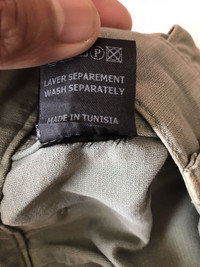 P
LAVER SEPAREMENT
WASH SEPARATELY
MADE IN TUNISIA